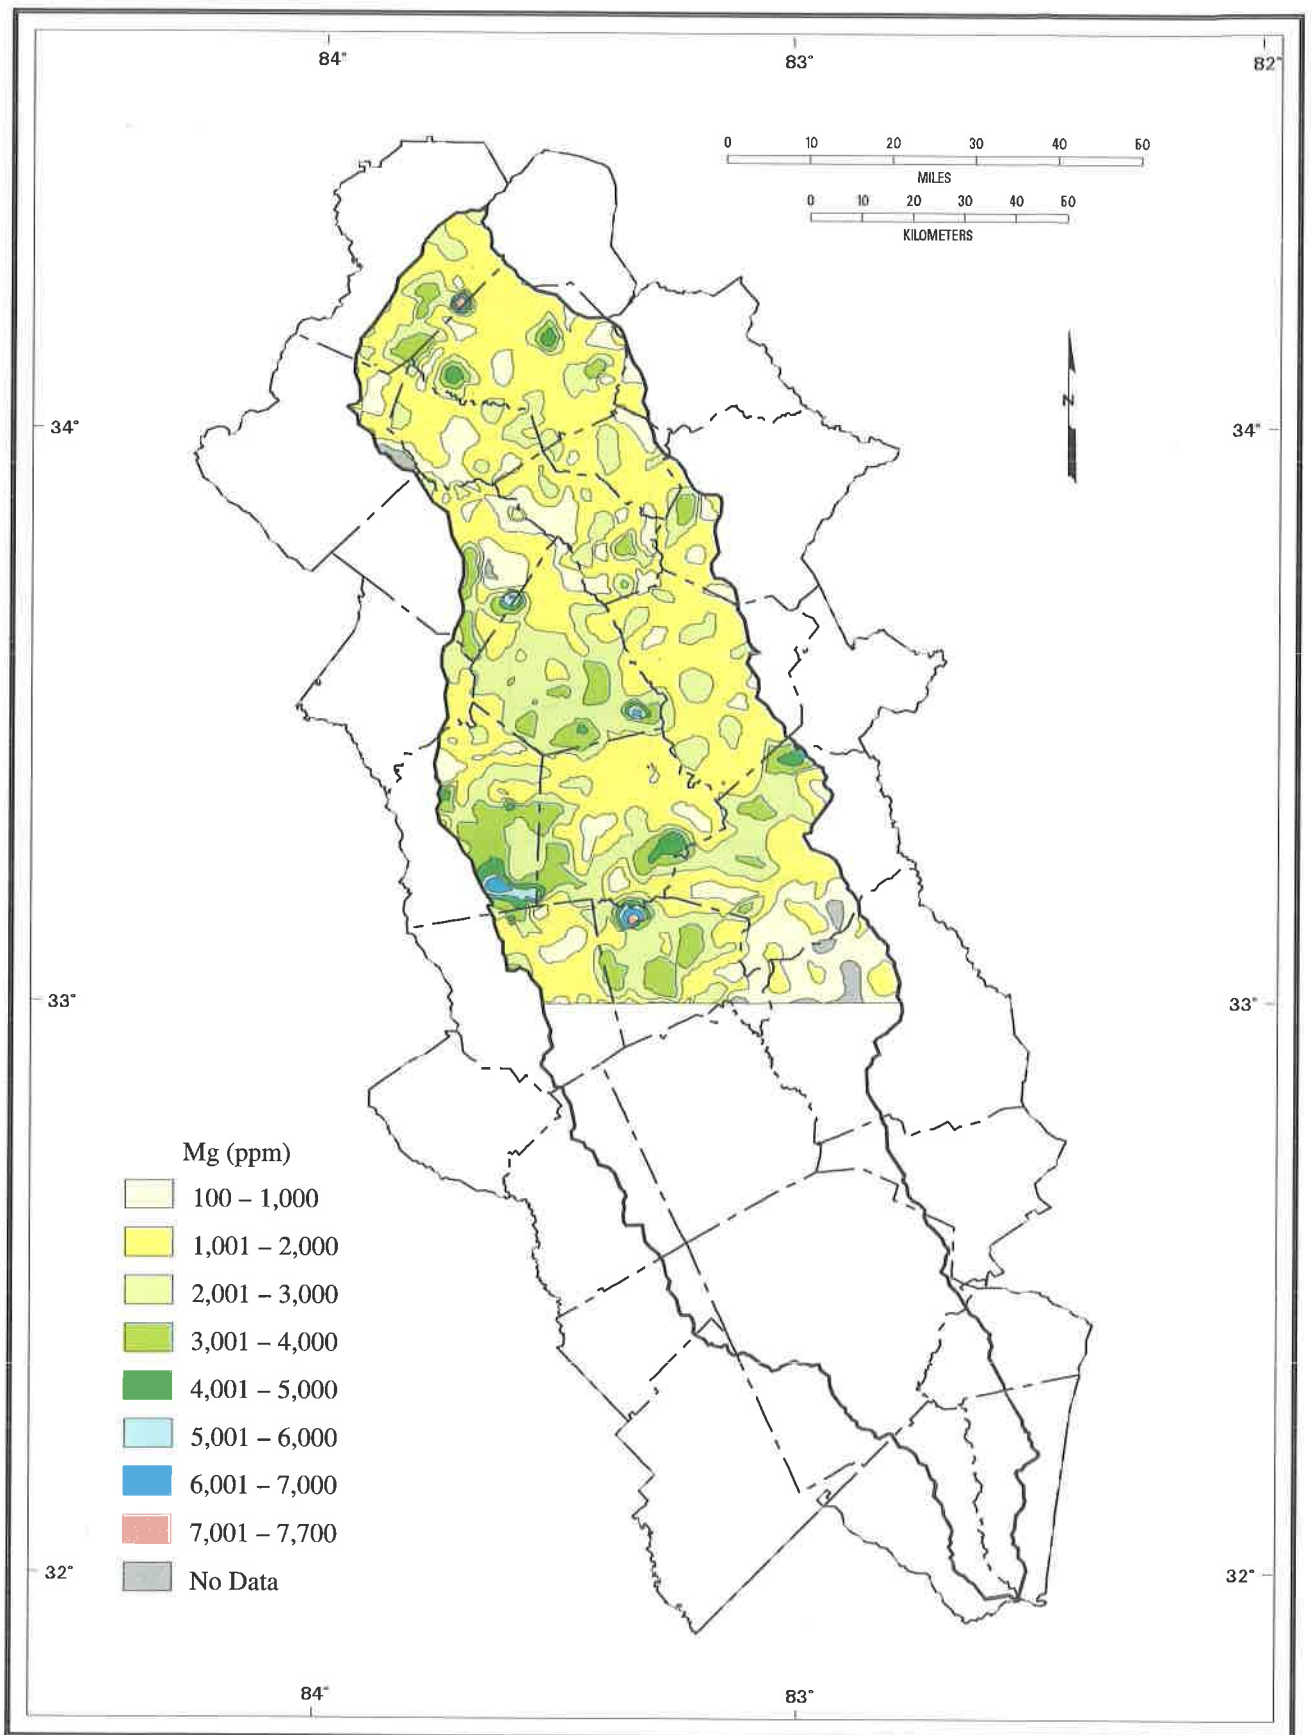 84° 83° 82°
0 10 20 30 40 50
MILES
0 10 20 30 40 50
KILOMETERS
N
34° 34°
33° 33°
Mg (ppm)
100 – 1,000
1,001 – 2,000
2,001 – 3,000
3,001 – 4,000
4,001 – 5,000
5,001 – 6,000
6,001 – 7,000
7,001 – 7,700
No Data
32° 32°
84° 83°